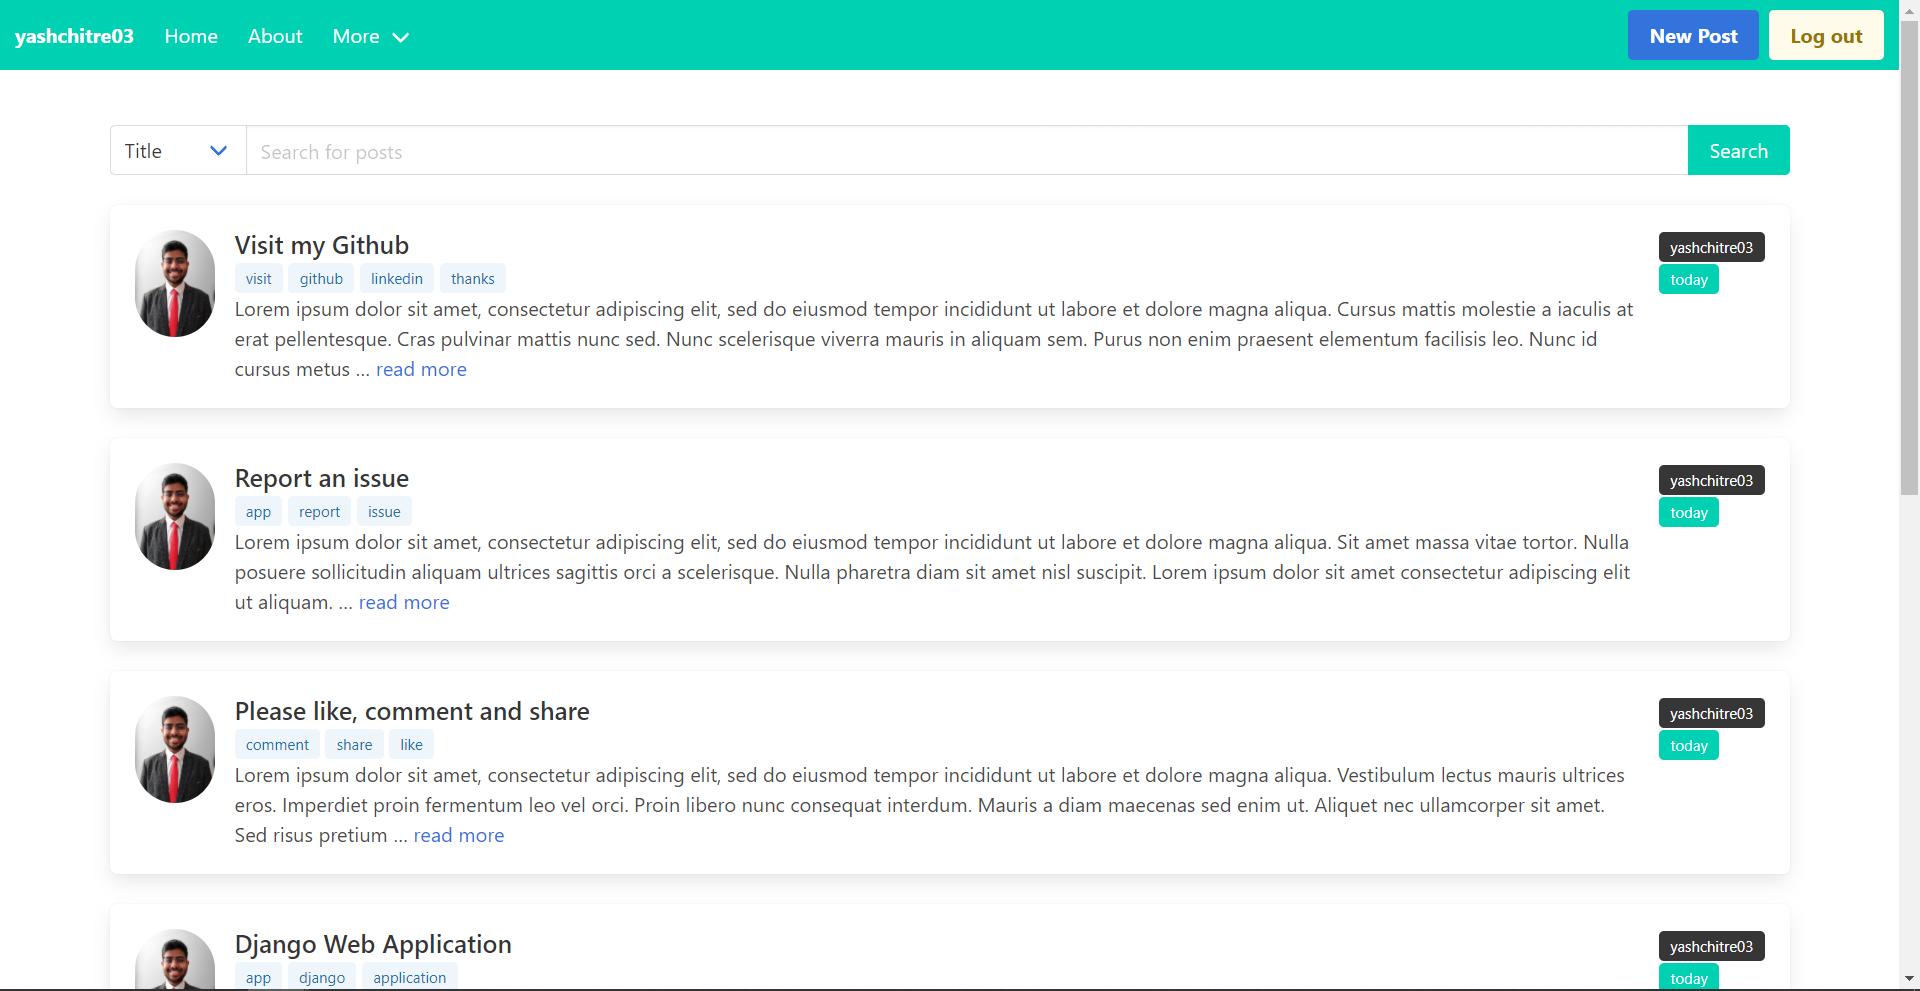 yashchitre03 Home About More New Post Log out
Title Search for posts Search
Visit my Github yashchitre03
visit github linkedin thanks today
Lorem ipsum dolor sit amet, consectetur adipiscing elit, sed do eiusmod tempor incididunt ut labore et dolore magna aliqua. Cursus mattis molestie a iaculis at
erat pellentesque. Cras pulvinar mattis nunc sed. Nunc scelerisque viverra mauris in aliquam sem. Purus non enim praesent elementum facilisis leo. Nunc id
cursus metus ... read more
Report an issue yashchitre03
app report issue today
Lorem ipsum dolor sit amet, consectetur adipiscing elit, sed do eiusmod tempor incididunt ut labore et dolore magna aliqua. Sit amet massa vitae tortor. Nulla
posuere sollicitudin aliquam ultrices sagittis orci a scelerisque. Nulla pharetra diam sit amet nisl suscipit. Lorem ipsum dolor sit amet consectetur adipiscing elit
ut aliquam. ... read more
Please like, comment and share yashchitre03
comment share like today
Lorem ipsum dolor sit amet, consectetur adipiscing elit, sed do eiusmod tempor incididunt ut labore et dolore magna aliqua. Vestibulum lectus mauris ultrices
eros. Imperdiet proin fermentum leo vel orci. Proin libero nunc consequat interdum. Mauris a diam maecenas sed enim ut. Aliquet nec ullamcorper sit amet.
Sed risus pretium ... read more
Django Web Application yashchitre03
app django application today